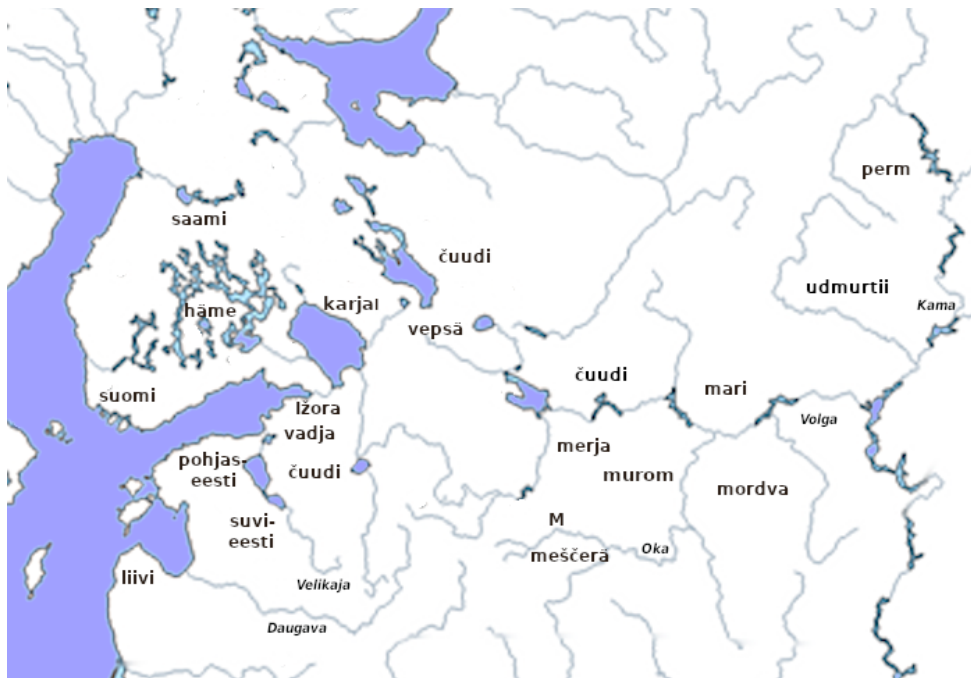 perm
saami
čuudi
udmurtii
häme
karjal
Kama
vepsä
čuudi
mari
suomi
Ižora
Volga
vadja
merja
pohjas-
eesti
čuudi
murom
mordva
suvi-
eesti
M
meščerä
Oka
liivi
Velikaja
Daugava